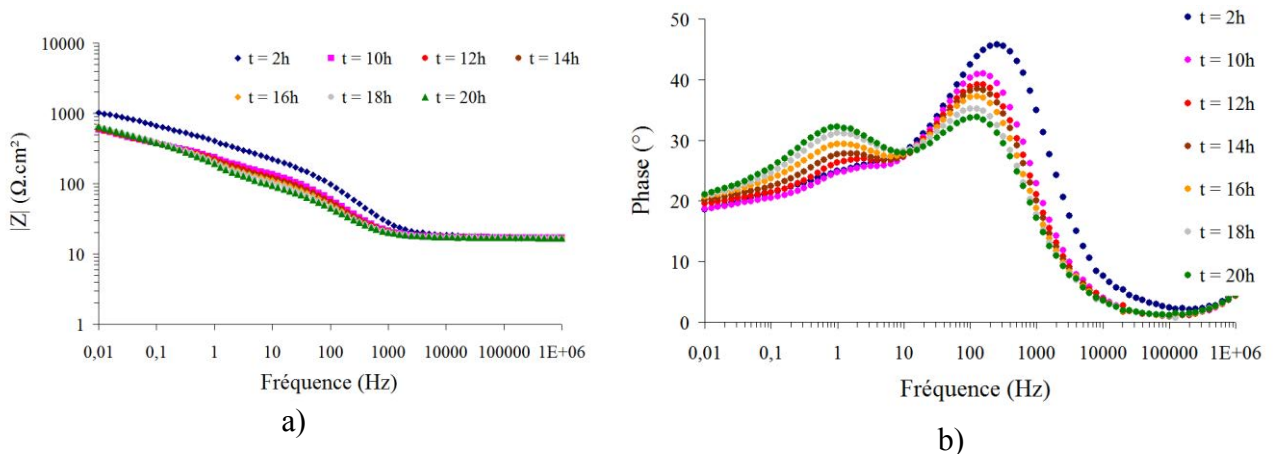 10000
1000
100
10
1
|Z| (Ω.cm²)
t = 2h t = 10h t = 12h t = 14h
t = 16h t = 18h t = 20h
0,01 0,1 1 10 100 1000 10000 100000 1E+06
Fréquence (Hz)
a)
b)
50
40
30
20
10
0
Phase (°)
t = 2h
t = 10h
t = 12h
t = 14h
t = 16h
t = 18h
t = 20h
0,01 0,1 1 10 100 1000 10000 100000 1E+06
Fréquence (Hz)
b)